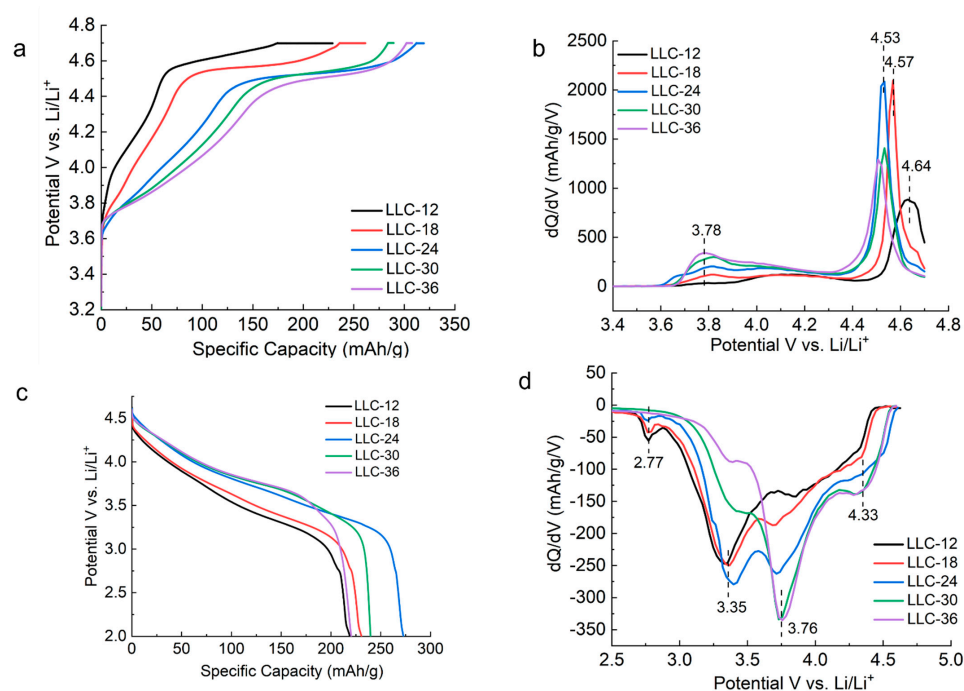 a
4.8
4.6
4.4
4.2
4.0
3.8
3.6
3.4
3.2
Potential V vs. Li/Li⁺
LLC-12
LLC-18
LLC-24
LLC-30
LLC-36
0 50 100 150 200 250 300 350
Specific Capacity (mAh/g)
b
2500
2000
1500
1000
500
0
dQ/dV (mAh/g/V)
LLC-12
LLC-18
LLC-24
LLC-30
LLC-36
4.53
4.57
4.64
3.78
3.4 3.6 3.8 4.0 4.2 4.4 4.6 4.8
Potential V vs. Li/Li⁺
c
4.5
4.0
3.5
3.0
2.5
2.0
Potential V vs. Li/Li⁺
LLC-12
LLC-18
LLC-24
LLC-30
LLC-36
0 50 100 150 200 250 300
Specific Capacity (mAh/g)
d
50
0
-50
-100
-150
-200
-250
-300
-350
dQ/dV (mAh/g/V)
2.77
4.33
3.35
3.76
LLC-12
LLC-18
LLC-24
LLC-30
LLC-36
2.5 3.0 3.5 4.0 4.5 5.0
Potential V vs. Li/Li⁺